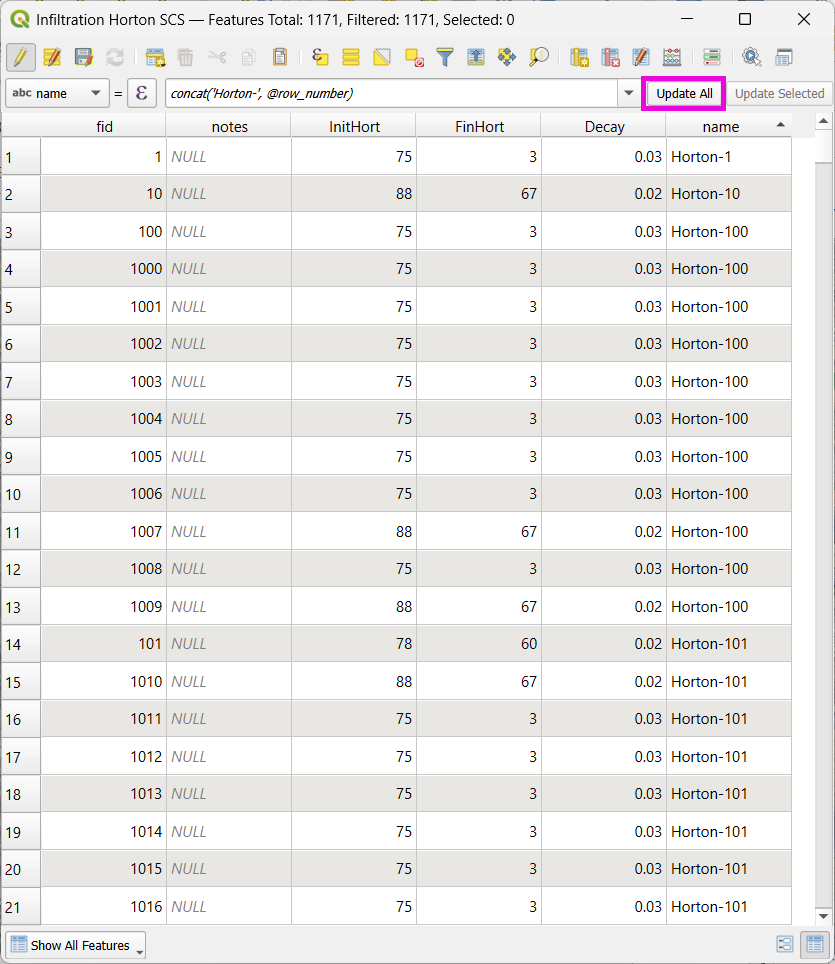 Infiltration Horton SCS — Features Total: 1171, Filtered: 1171, Selected: 0
abc name = ε concat('Horton-', @row_number) Update All Update Selected
fid notes InitHort FinHort Decay name
1 1 NULL 75 3 0.03 Horton-1
2 10 NULL 88 67 0.02 Horton-10
3 100 NULL 75 3 0.03 Horton-100
4 1000 NULL 75 3 0.03 Horton-100
5 1001 NULL 75 3 0.03 Horton-100
6 1002 NULL 75 3 0.03 Horton-100
7 1003 NULL 75 3 0.03 Horton-100
8 1004 NULL 75 3 0.03 Horton-100
9 1005 NULL 75 3 0.03 Horton-100
10 1006 NULL 75 3 0.03 Horton-100
11 1007 NULL 88 67 0.02 Horton-100
12 1008 NULL 75 3 0.03 Horton-100
13 1009 NULL 88 67 0.02 Horton-100
14 101 NULL 78 60 0.02 Horton-101
15 1010 NULL 88 67 0.02 Horton-101
16 1011 NULL 75 3 0.03 Horton-101
17 1012 NULL 75 3 0.03 Horton-101
18 1013 NULL 75 3 0.03 Horton-101
19 1014 NULL 75 3 0.03 Horton-101
20 1015 NULL 75 3 0.03 Horton-101
21 1016 NULL 75 3 0.03 Horton-101
Show All Features